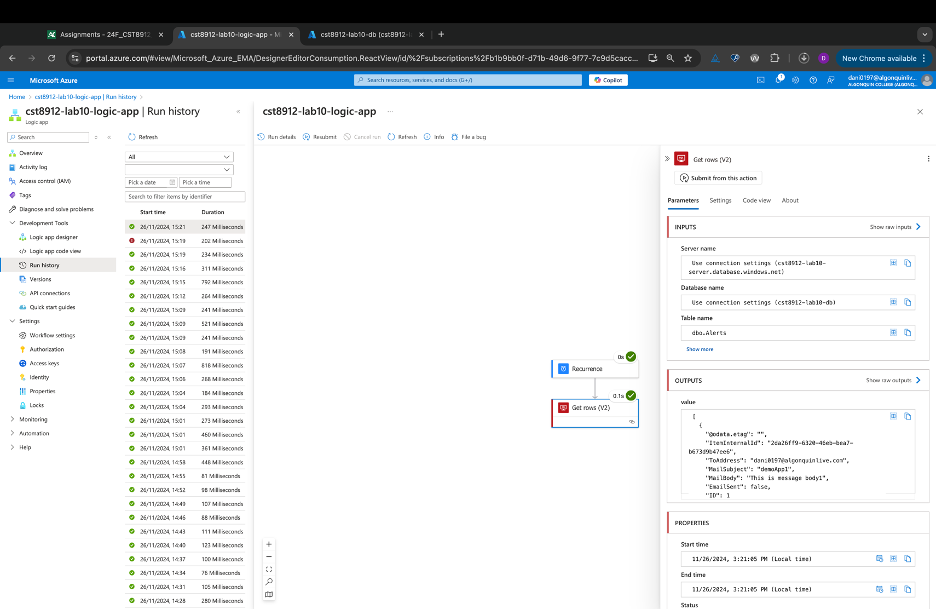 Assignments - 24F_CST8912
cst8912-lab10-logic-app - Mi
cst8912-lab10-db (cst8912-l
portal.azure.com/#view/Microsoft_Azure_EMA/DesignerEditorConsumption.ReactView/id/%2Fsubscriptions%2Fb1b9bb0f-d71b-49d6-9f77-7c9d5cacc...
New Chrome available
Microsoft Azure
Search resources, services, and docs (G+/)
Copilot
1
dani0197@algonquinliv...
ALGONQUIN COLLEGE (ALGONQ...
Home > cst8912-lab10-logic-app | Run history >
cst8912-lab10-logic-app | Run history
Logic app
Search
Overview
Activity log
Access control (IAM)
Tags
Diagnose and solve problems
Development Tools
Logic app designer
Logic app code view
Run history
Versions
API connections
Quick start guides
Settings
Workflow settings
Authorization
Access keys
Identity
Properties
Locks
Monitoring
Automation
Help
Refresh
All
Pick a date
Pick a time
Search to filter items by identifier
Start time Duration
26/11/2024, 15:21 247 Milliseconds
26/11/2024, 15:19 202 Milliseconds
26/11/2024, 15:19 234 Milliseconds
26/11/2024, 15:16 311 Milliseconds
26/11/2024, 15:15 792 Milliseconds
26/11/2024, 15:12 264 Milliseconds
26/11/2024, 15:09 241 Milliseconds
26/11/2024, 15:09 521 Milliseconds
26/11/2024, 15:09 241 Milliseconds
26/11/2024, 15:08 191 Milliseconds
26/11/2024, 15:07 818 Milliseconds
26/11/2024, 15:06 268 Milliseconds
26/11/2024, 15:04 184 Milliseconds
26/11/2024, 15:04 293 Milliseconds
26/11/2024, 15:01 273 Milliseconds
26/11/2024, 15:01 460 Milliseconds
26/11/2024, 15:01 361 Milliseconds
26/11/2024, 14:58 448 Milliseconds
26/11/2024, 14:55 81 Milliseconds
26/11/2024, 14:52 98 Milliseconds
26/11/2024, 14:49 107 Milliseconds
26/11/2024, 14:46 88 Milliseconds
26/11/2024, 14:43 111 Milliseconds
26/11/2024, 14:40 123 Milliseconds
26/11/2024, 14:37 100 Milliseconds
26/11/2024, 14:34 76 Milliseconds
26/11/2024, 14:31 105 Milliseconds
26/11/2024, 14:28 280 Milliseconds
cst8912-lab10-logic-app ...
Run details
Resubmit
Cancel run
Refresh
Info
File a bug
0s
Recurrence
0.1s
Get rows (V2)
Get rows (V2)
Submit from this action
Parameters Settings Code view About
INPUTS
Show raw inputs
Server name
Use connection settings (cst8912-lab10-
server.database.windows.net)
Database name
Use connection settings (cst8912-lab10-db)
Table name
dbo.Alerts
Show more
OUTPUTS
Show raw outputs
value
[
{
"@odata.etag": "",
"ItemInternalId": "2da26ff9-6320-46eb-bea7-
b673d9b47ee6",
"ToAddress": "dani0197@algonquinlive.com",
"MailSubject": "demoApp1",
"MailBody": "This is message body1",
"EmailSent": false,
"ID": 1
PROPERTIES
Start time
11/26/2024, 3:21:05 PM (Local time)
End time
11/26/2024, 3:21:05 PM (Local time)
Status